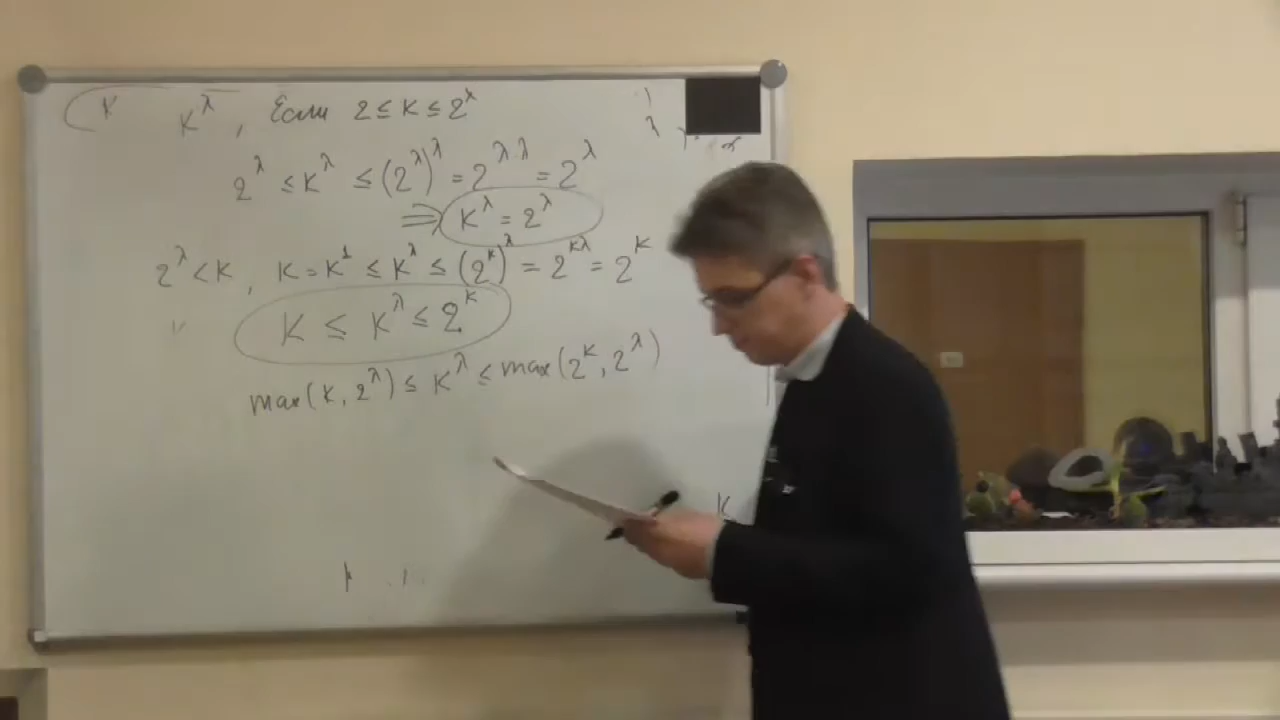 K K^λ, Если 2 ≤ K ≤ 2^λ
2^λ ≤ K^λ ≤ (2^λ)^λ = 2^{λλ} = 2^λ
⇒ K^λ = 2^λ
2^λ < K, K = K^1 ≤ K^λ ≤ (2^K)^λ = 2^{Kλ} = 2^K
K ≤ K^λ ≤ 2^K
max(K, 2^λ) ≤ K^λ ≤ max(2^K, 2^λ)
K